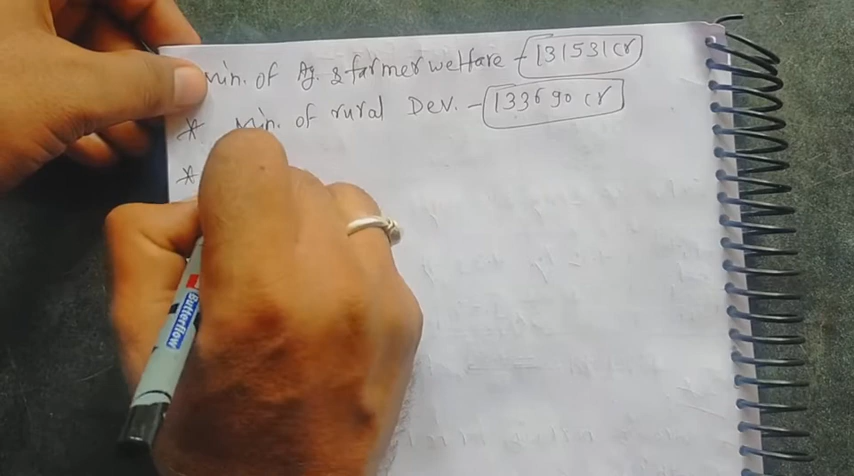 Min. of Ag. & farmer welfare - 131531 cr
* Min. of rural Dev. - 133690 cr
*
Butterflow